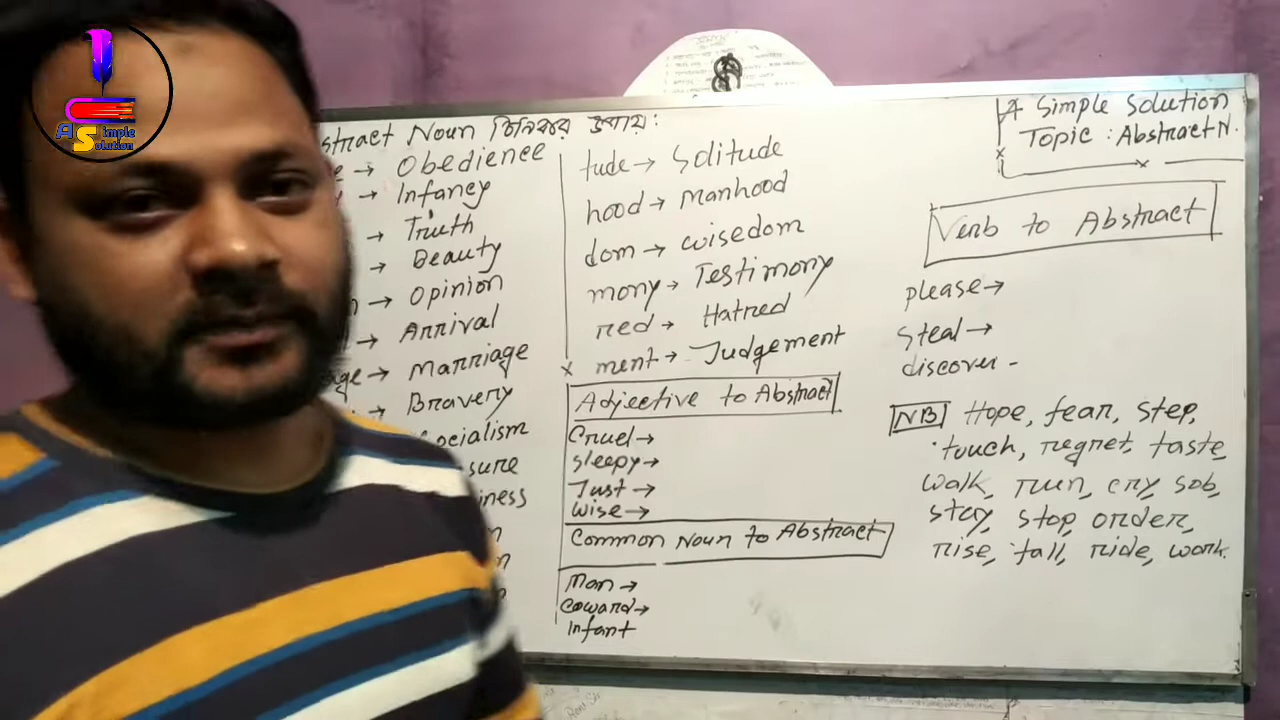 A Simple Solution
stract Noun চিনিবার উপায়:
e → Obedience
→ Infancy
→ Truth
→ Beauty
n → Opinion
l → Arrival
age → Marriage
→ Bravery
Socialism
sure
iness
tude → Solitude
hood → Manhood
dom → Wisedom
mony → Testimony
red → Hatred
ment → Judgement
Adjective to Abstract
Cruel →
Sleepy →
Just →
Wise →
Common Noun to Abstract
Man →
Coward →
Infant
A Simple Solution
Topic : Abstract N.
Verb to Abstract
please →
Steal →
discover -
NB Hope, fear, step,
touch, regret, taste,
walk, run, cry, sob,
stay, stop, order,
rise, fall, ride, work.